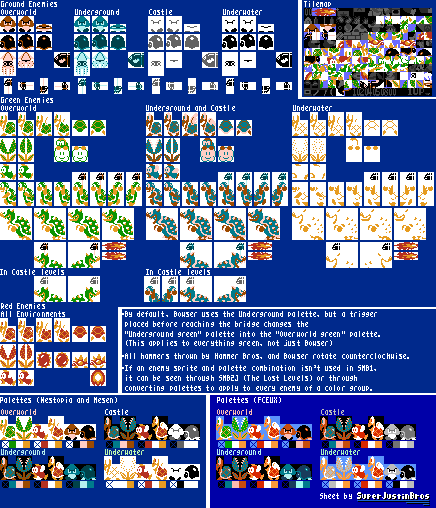 Ground Enemies
Overworld
Underground
Castle
Underwater
Tilemap
Green Enemies
Overworld
Underground and Castle
Underwater
In Castle levels
In Castle levels
Red Enemies
All Environments
•By default, Bowser uses the Underground palette, but a trigger
placed before reaching the bridge changes the
"Underground green" palette into the "Overworld green" palette.
(This applies to everything green, not just Bowser)
•All hammers thrown by Hammer Bros. and Bowser rotate counterclockwise.
•If an enemy sprite and palette combination isn't used in SMB1,
it can be seen through SMB2J (The Lost Levels) or through
converting palettes to apply to every enemy of a color group.
Palettes (Nestopia and Mesen)
Overworld
Castle
Underground
Underwater
Palettes (FCEUX)
Overworld
Castle
Underground
Underwater
Sheet by SuperJustinBros